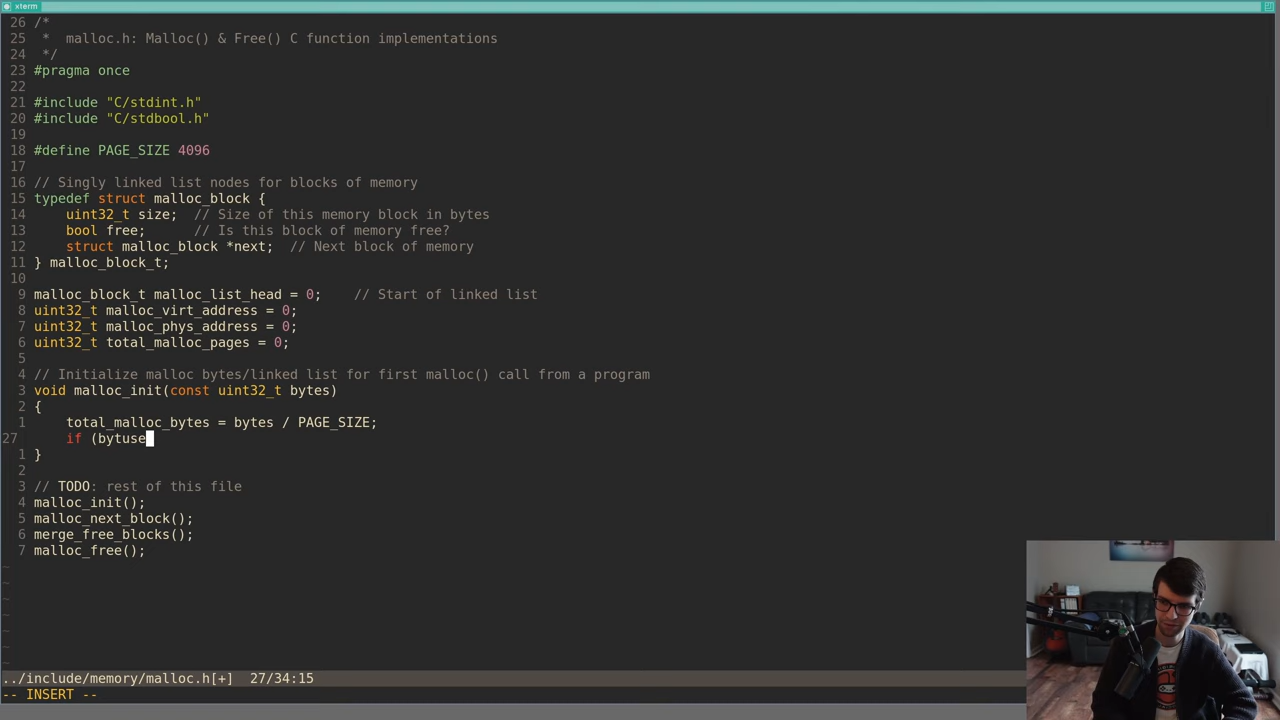 xterm
26 /*
25  *  malloc.h: Malloc() & Free() C function implementations
24  */
23 #pragma once
22
21 #include "C/stdint.h"
20 #include "C/stdbool.h"
19
18 #define PAGE_SIZE 4096
17
16 // Singly linked list nodes for blocks of memory
15 typedef struct malloc_block {
14     uint32_t size;  // Size of this memory block in bytes
13     bool free;      // Is this block of memory free?
12     struct malloc_block *next;  // Next block of memory
11 } malloc_block_t;
10
9 malloc_block_t malloc_list_head = 0;    // Start of linked list
8 uint32_t malloc_virt_address = 0;
7 uint32_t malloc_phys_address = 0;
6 uint32_t total_malloc_pages = 0;
5
4 // Initialize malloc bytes/linked list for first malloc() call from a program
3 void malloc_init(const uint32_t bytes)
2 {
1     total_malloc_bytes = bytes / PAGE_SIZE;
27     if (bytuse
1 }
2
3 // TODO: rest of this file
4 malloc_init();
5 malloc_next_block();
6 merge_free_blocks();
7 malloc_free();
~
~
~
~
~
~
~
../include/memory/malloc.h[+]  27/34:15
-- INSERT --